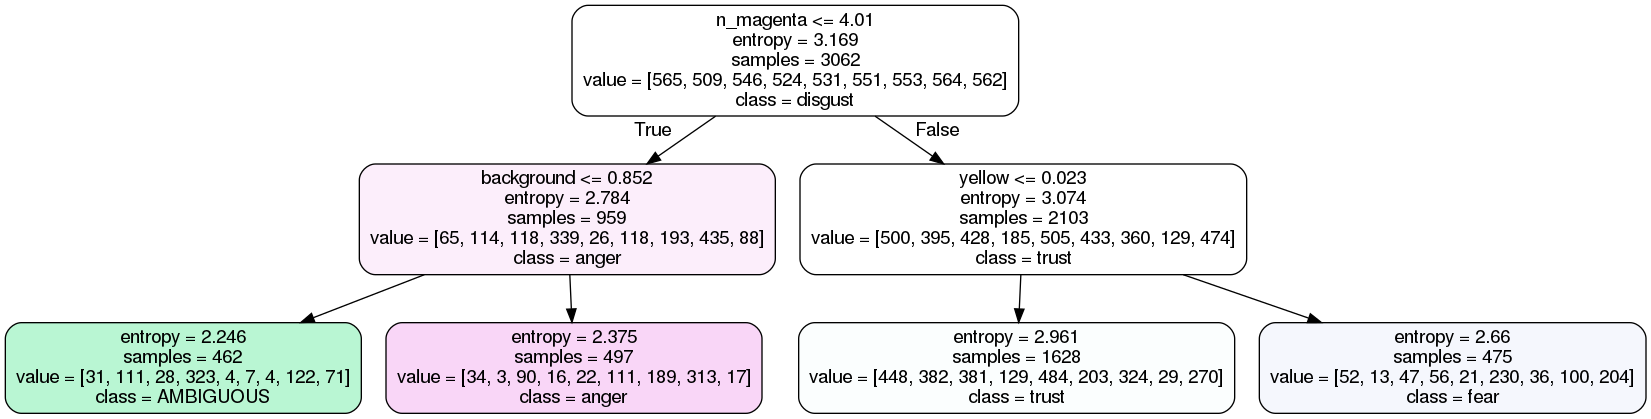 n_magenta <= 4.01
entropy = 3.169
samples = 3062
value = [565, 509, 546, 524, 531, 551, 553, 564, 562]
class = disgust
True
False
background <= 0.852
entropy = 2.784
samples = 959
value = [65, 114, 118, 339, 26, 118, 193, 435, 88]
class = anger
yellow <= 0.023
entropy = 3.074
samples = 2103
value = [500, 395, 428, 185, 505, 433, 360, 129, 474]
class = trust
entropy = 2.246
samples = 462
value = [31, 111, 28, 323, 4, 7, 4, 122, 71]
class = AMBIGUOUS
entropy = 2.375
samples = 497
value = [34, 3, 90, 16, 22, 111, 189, 313, 17]
class = anger
entropy = 2.961
samples = 1628
value = [448, 382, 381, 129, 484, 203, 324, 29, 270]
class = trust
entropy = 2.66
samples = 475
value = [52, 13, 47, 56, 21, 230, 36, 100, 204]
class = fear